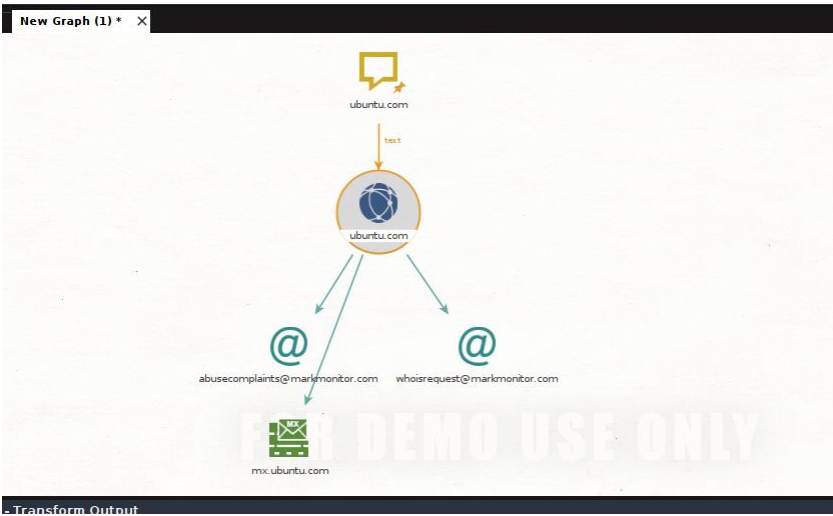 New Graph (1) * X
ubuntu.com
text
ubuntu.com
@ @
abusecomplaints@markmonitor.com whoisrequest@markmonitor.com
FOR DEMO USE ONLY
MX
mx.ubuntu.com
- Transform Output